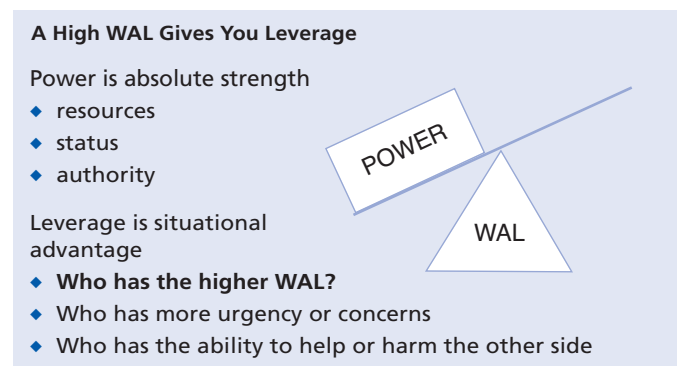 A High WAL Gives You Leverage
Power is absolute strength
◆ resources
◆ status
◆ authority
POWER
WAL
Leverage is situational
advantage
◆ Who has the higher WAL?
◆ Who has more urgency or concerns
◆ Who has the ability to help or harm the other side